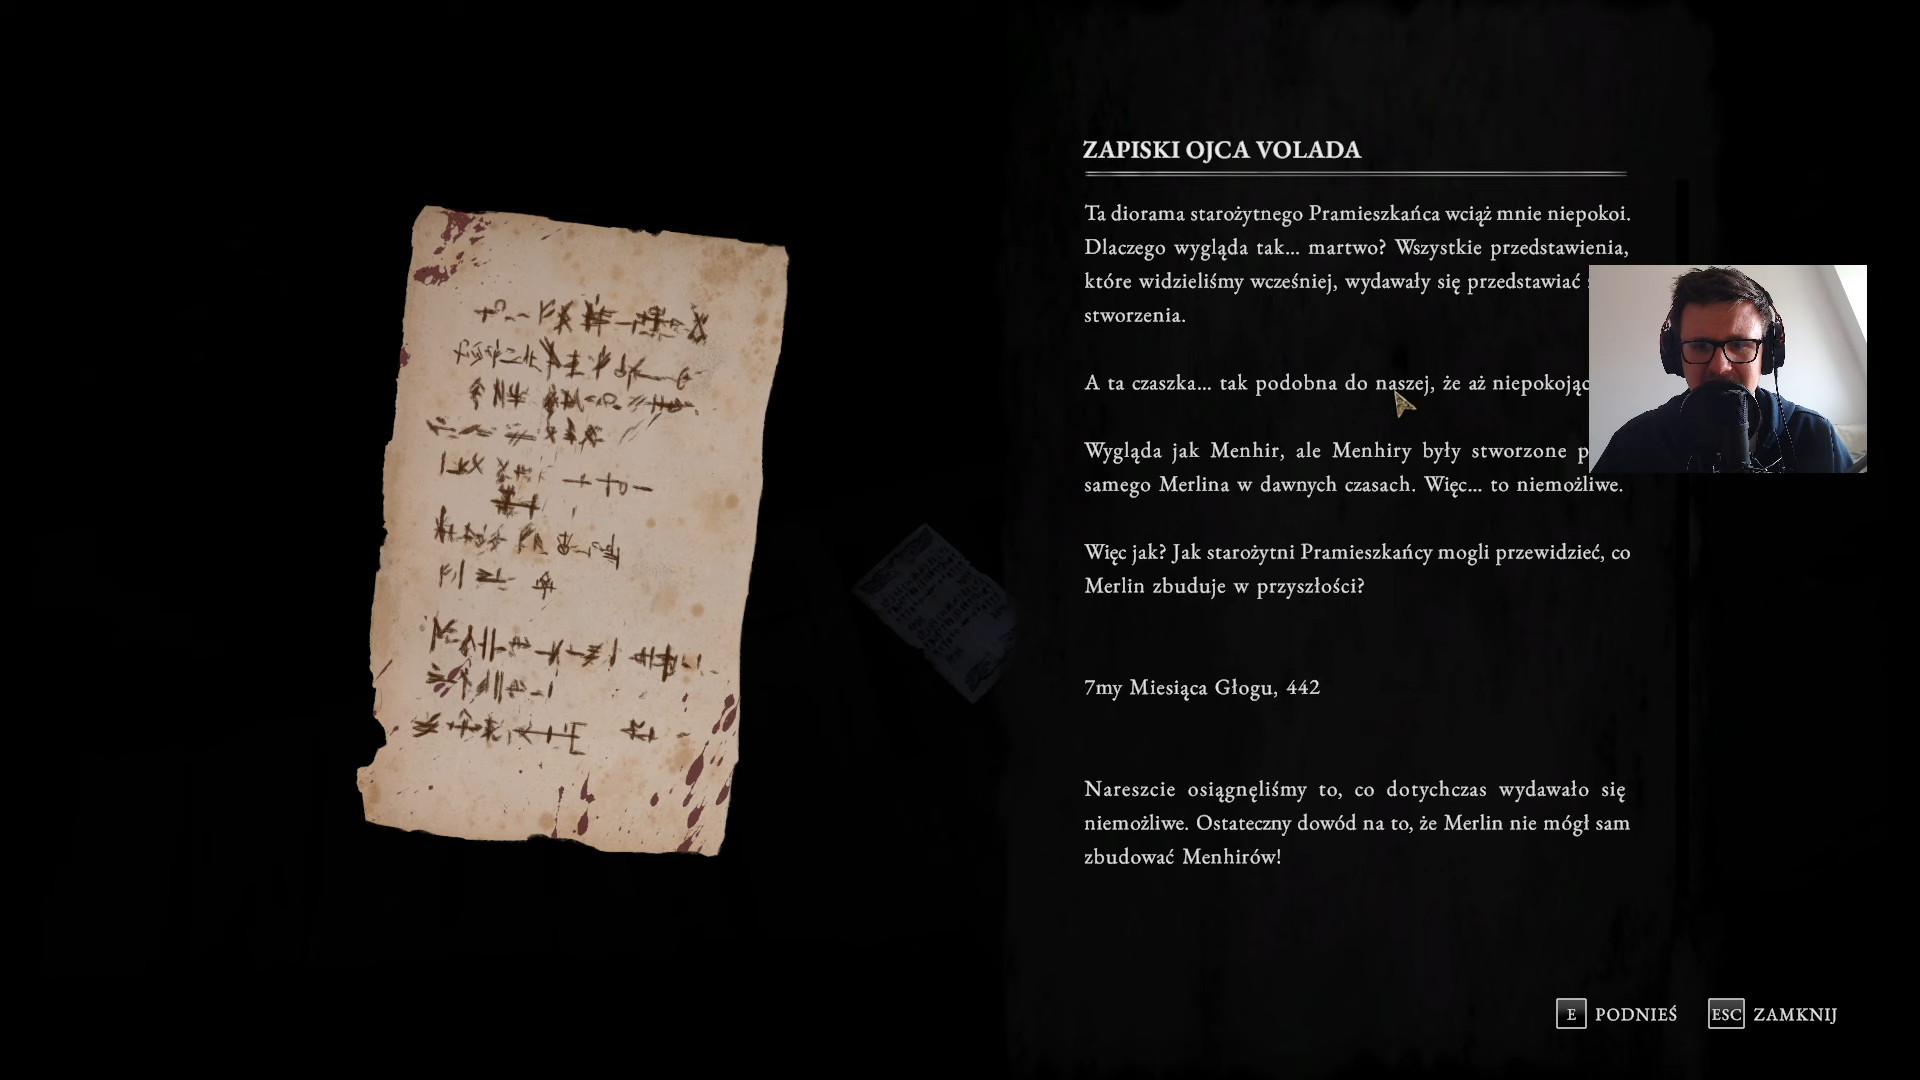 ZAPISKI OJCA VOLADA
Ta diorama starożytnego Pramieszkańca wciąż mnie niepokoi.
Dlaczego wygląda tak... martwo? Wszystkie przedstawienia,
które widzieliśmy wcześniej, wydawały się przedstawiać
stworzenia.
A ta czaszka... tak podobna do naszej, że aż
Wygląda jak Menhir, ale Menhiry były stworzone
samego Merlina w dawnych czasach. Więc... to niemożliwe.
Więc jak? Jak starożytni Pramieszkańcy mogli przewidzieć, co
Merlin zbuduje w przyszłości?
7my Miesiąca Głogu, 442
Nareszcie osiągnęliśmy to, co dotychczas wydawało się
niemożliwe. Ostateczny dowód na to, że Merlin nie mógł sam
zbudować Menhirów!
E PODNIEŚ ESC ZAMKNIJ